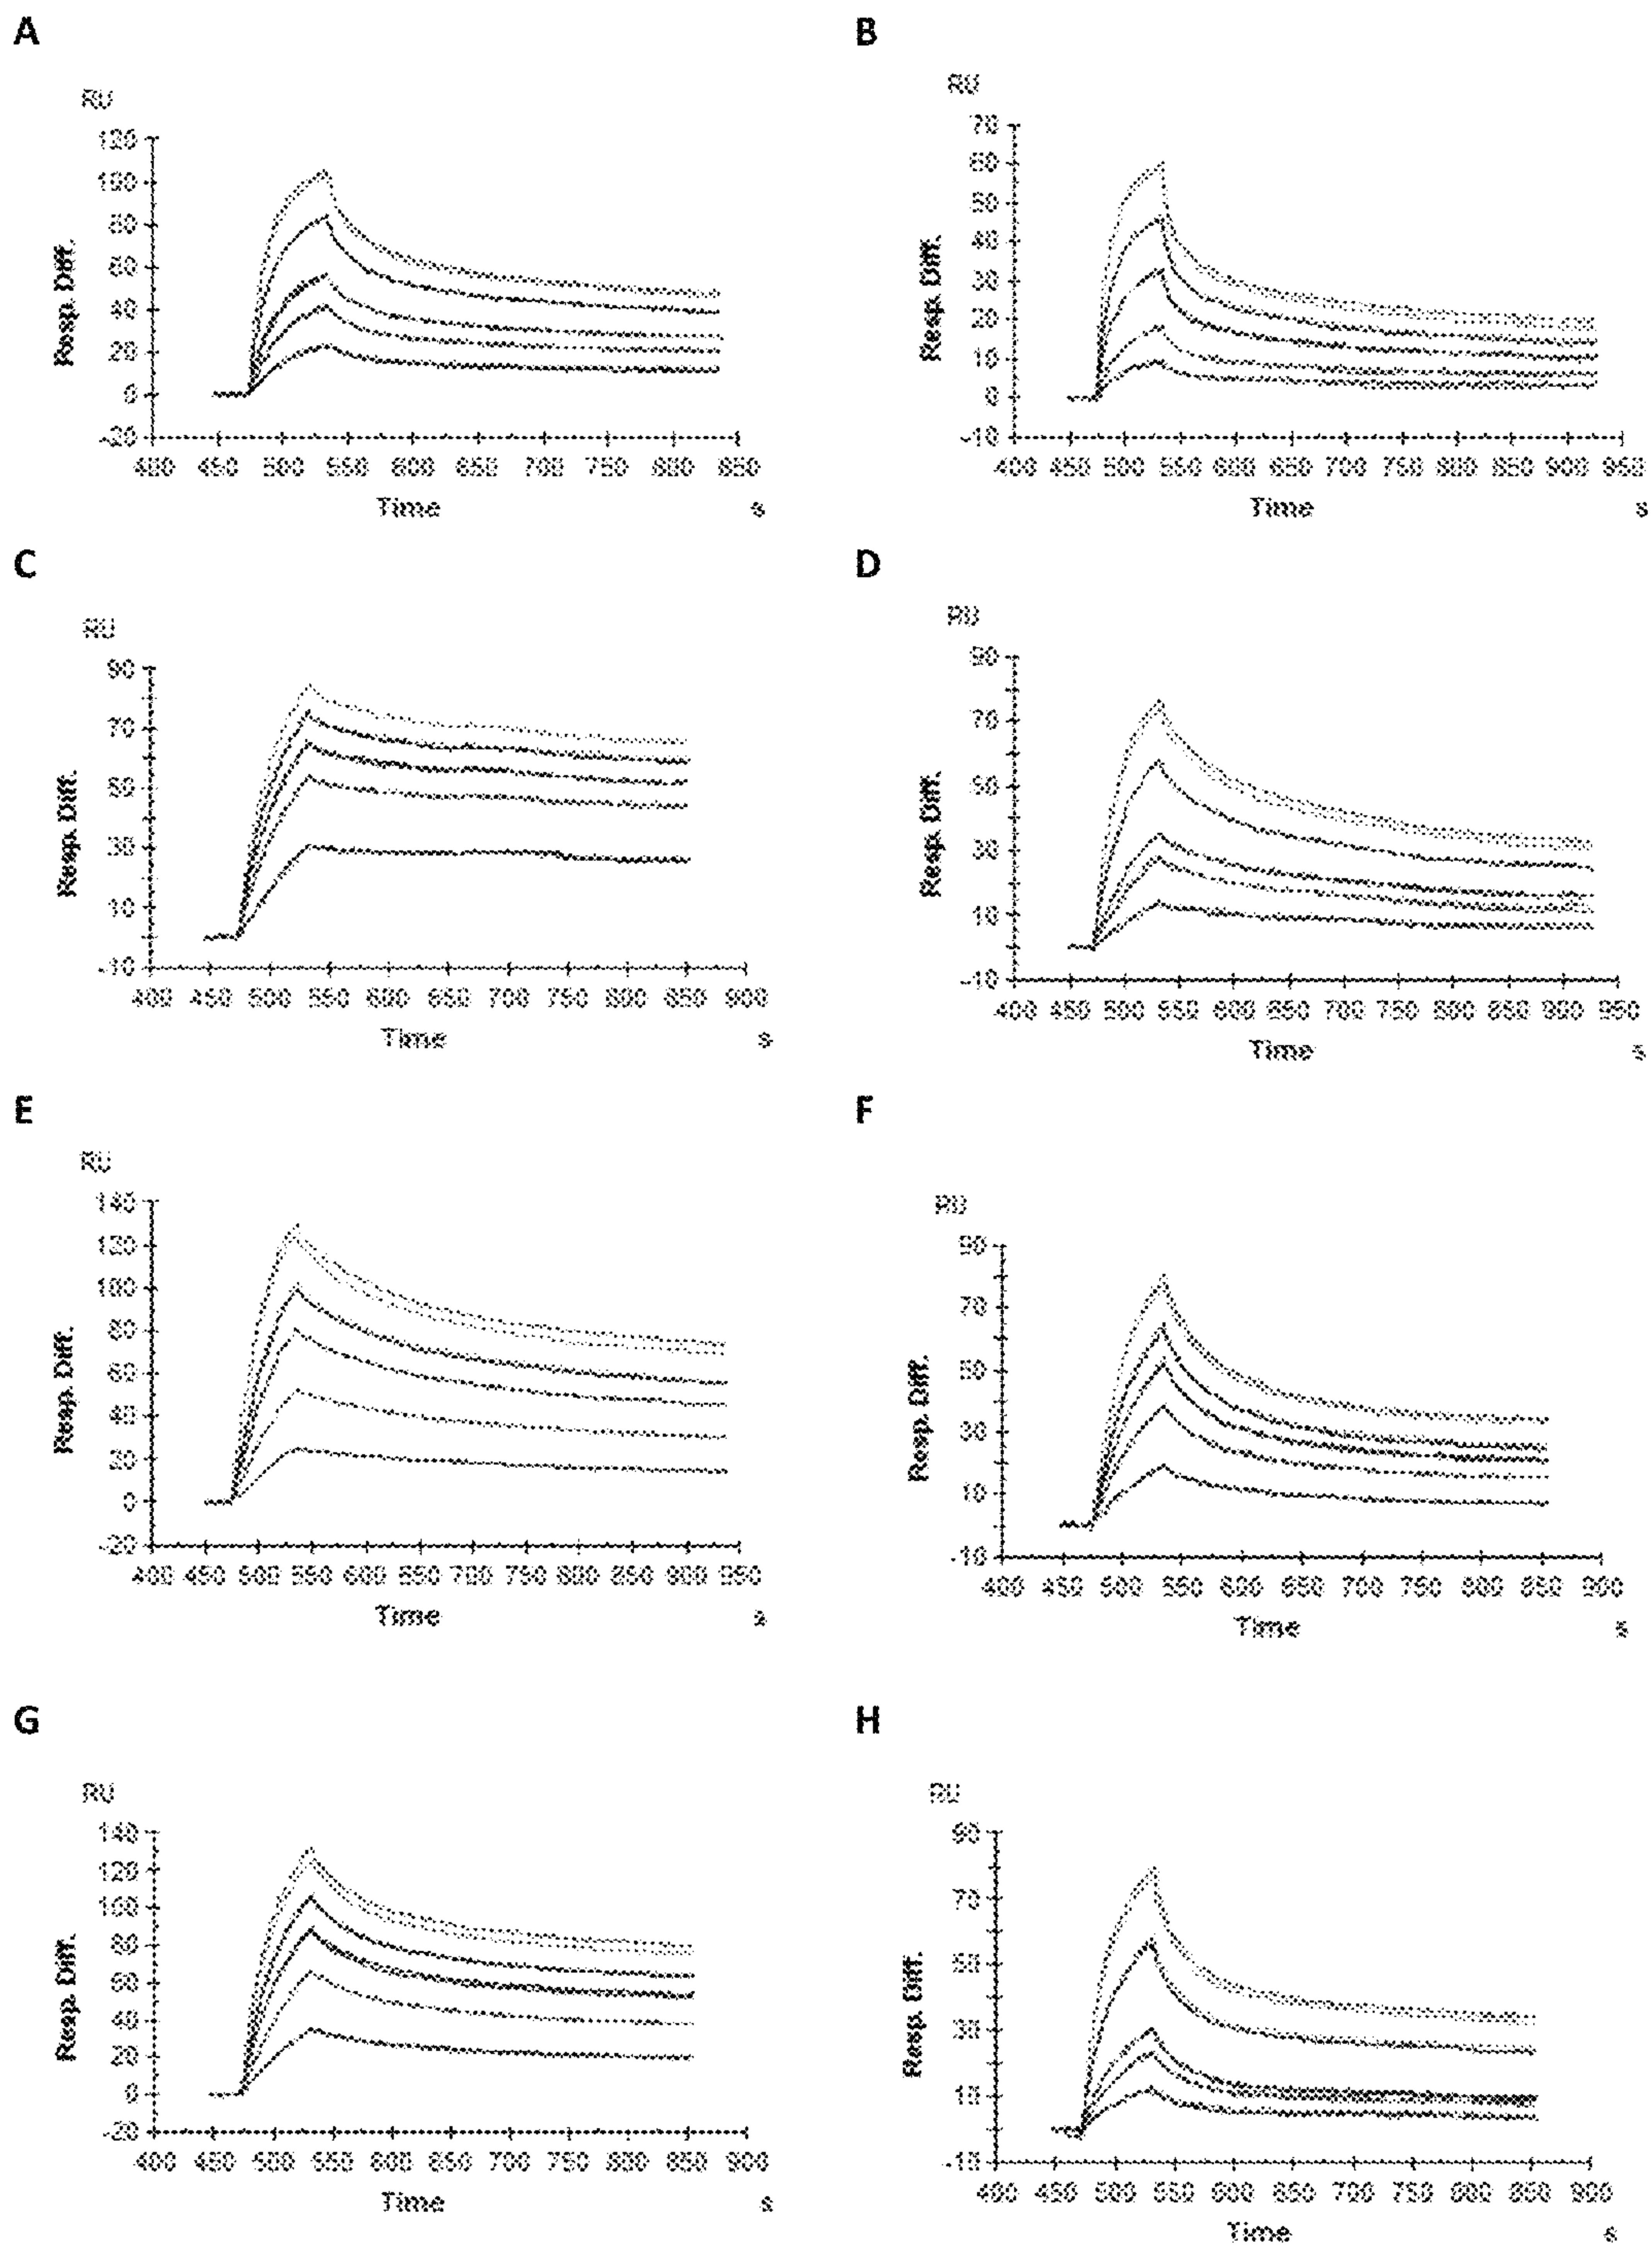 A
RU
120
100
80
60
40
20
0
-20
Resp. Diff.
400 450 500 550 600 650 700 750 800 850
Time
s
B
RU
70
60
50
40
30
20
10
0
-10
Resp. Diff.
400 450 500 550 600 650 700 750 800 850 900 950
Time
s
C
RU
90
70
50
30
10
-10
Resp. Diff.
400 450 500 550 600 650 700 750 800 850 900
Time
s
D
RU
90
70
50
30
10
-10
Resp. Diff.
400 450 500 550 600 650 700 750 800 850 900 950
Time
s
E
RU
140
120
100
80
60
40
20
0
-20
Resp. Diff.
400 450 500 550 600 650 700 750 800 850 900 950
Time
s
F
RU
90
70
50
30
10
-10
Resp. Diff.
400 450 500 550 600 650 700 750 800 850 900
Time
s
G
RU
140
120
100
80
60
40
20
0
-20
Resp. Diff.
400 450 500 550 600 650 700 750 800 850 900
Time
s
H
RU
90
70
50
30
10
-10
Resp. Diff.
400 450 500 550 600 650 700 750 800 850 900
Time
s